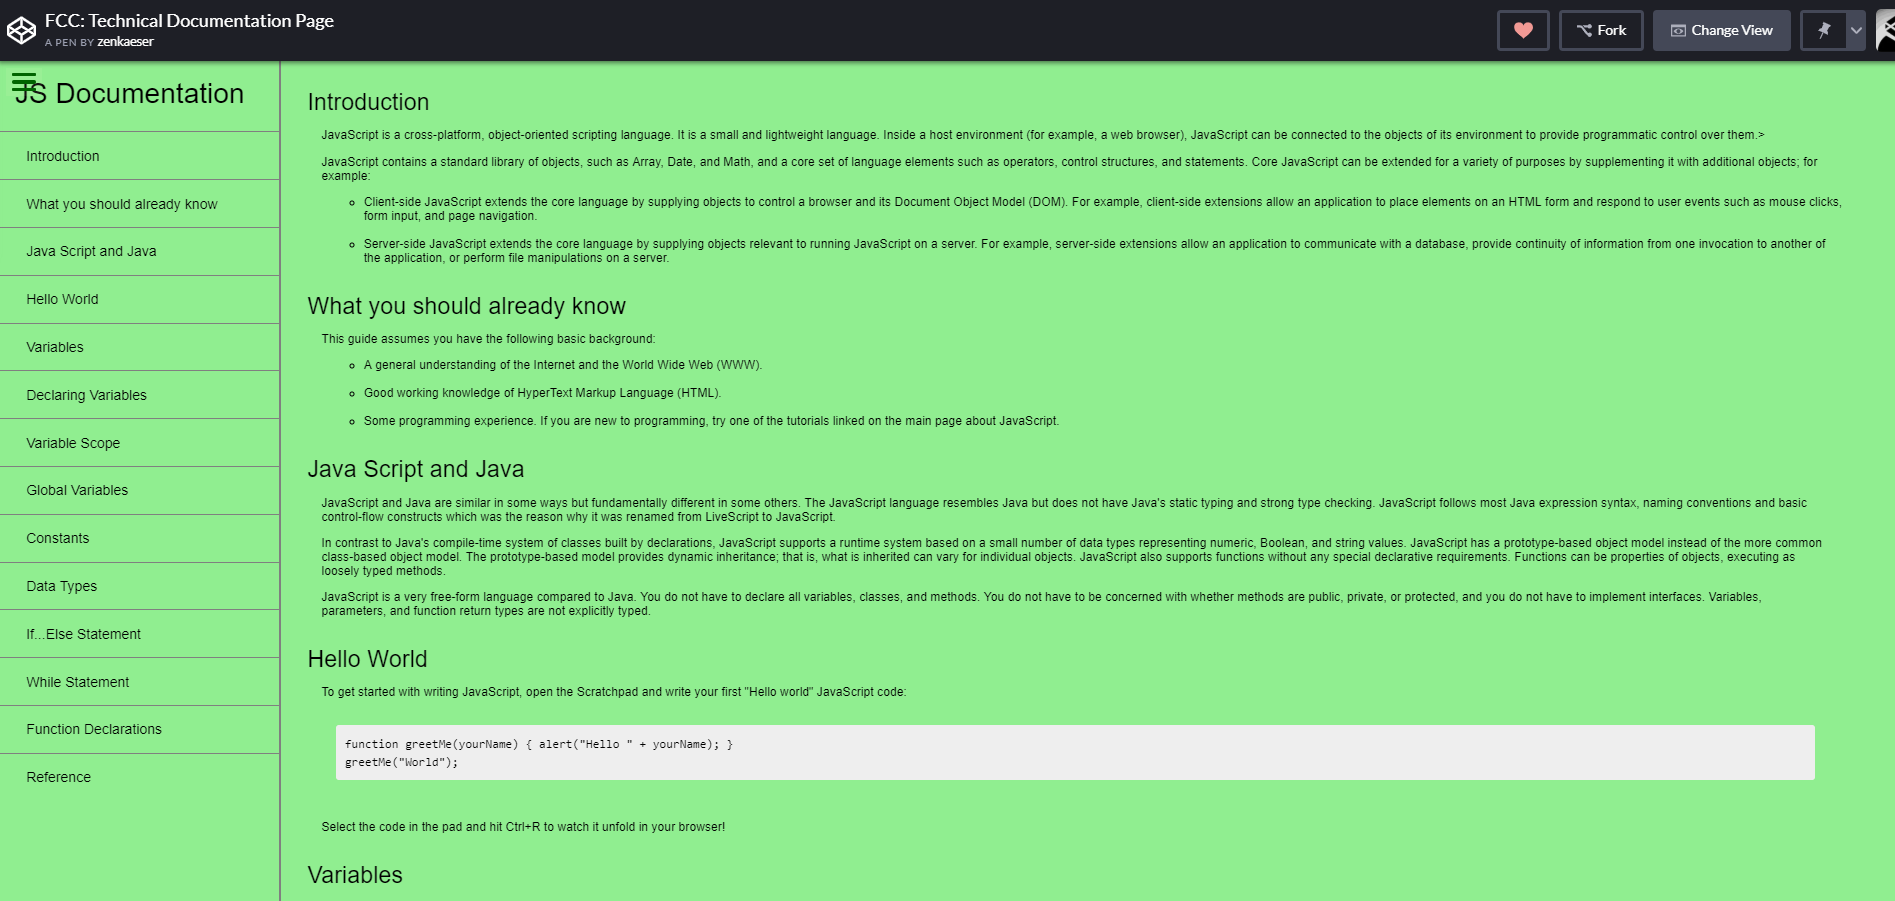 FCC: Technical Documentation Page
A PEN BY zenkaeser
Fork
Change View
JS Documentation
Introduction
What you should already know
Java Script and Java
Hello World
Variables
Declaring Variables
Variable Scope
Global Variables
Constants
Data Types
If...Else Statement
While Statement
Function Declarations
Reference
Introduction
JavaScript is a cross-platform, object-oriented scripting language. It is a small and lightweight language. Inside a host environment (for example, a web browser), JavaScript can be connected to the objects of its environment to provide programmatic control over them.>
JavaScript contains a standard library of objects, such as Array, Date, and Math, and a core set of language elements such as operators, control structures, and statements. Core JavaScript can be extended for a variety of purposes by supplementing it with additional objects; for
example:
Client-side JavaScript extends the core language by supplying objects to control a browser and its Document Object Model (DOM). For example, client-side extensions allow an application to place elements on an HTML form and respond to user events such as mouse clicks,
form input, and page navigation.
Server-side JavaScript extends the core language by supplying objects relevant to running JavaScript on a server. For example, server-side extensions allow an application to communicate with a database, provide continuity of information from one invocation to another of
the application, or perform file manipulations on a server.
What you should already know
This guide assumes you have the following basic background:
A general understanding of the Internet and the World Wide Web (WWW).
Good working knowledge of HyperText Markup Language (HTML).
Some programming experience. If you are new to programming, try one of the tutorials linked on the main page about JavaScript.
Java Script and Java
JavaScript and Java are similar in some ways but fundamentally different in some others. The JavaScript language resembles Java but does not have Java's static typing and strong type checking. JavaScript follows most Java expression syntax, naming conventions and basic
control-flow constructs which was the reason why it was renamed from LiveScript to JavaScript.
In contrast to Java's compile-time system of classes built by declarations, JavaScript supports a runtime system based on a small number of data types representing numeric, Boolean, and string values. JavaScript has a prototype-based object model instead of the more common
class-based object model. The prototype-based model provides dynamic inheritance; that is, what is inherited can vary for individual objects. JavaScript also supports functions without any special declarative requirements. Functions can be properties of objects, executing as
loosely typed methods.
JavaScript is a very free-form language compared to Java. You do not have to declare all variables, classes, and methods. You do not have to be concerned with whether methods are public, private, or protected, and you do not have to implement interfaces. Variables,
parameters, and function return types are not explicitly typed.
Hello World
To get started with writing JavaScript, open the Scratchpad and write your first "Hello world" JavaScript code:
function greetMe(yourName) { alert("Hello " + yourName); }
greetMe("World");
Select the code in the pad and hit Ctrl+R to watch it unfold in your browser!
Variables